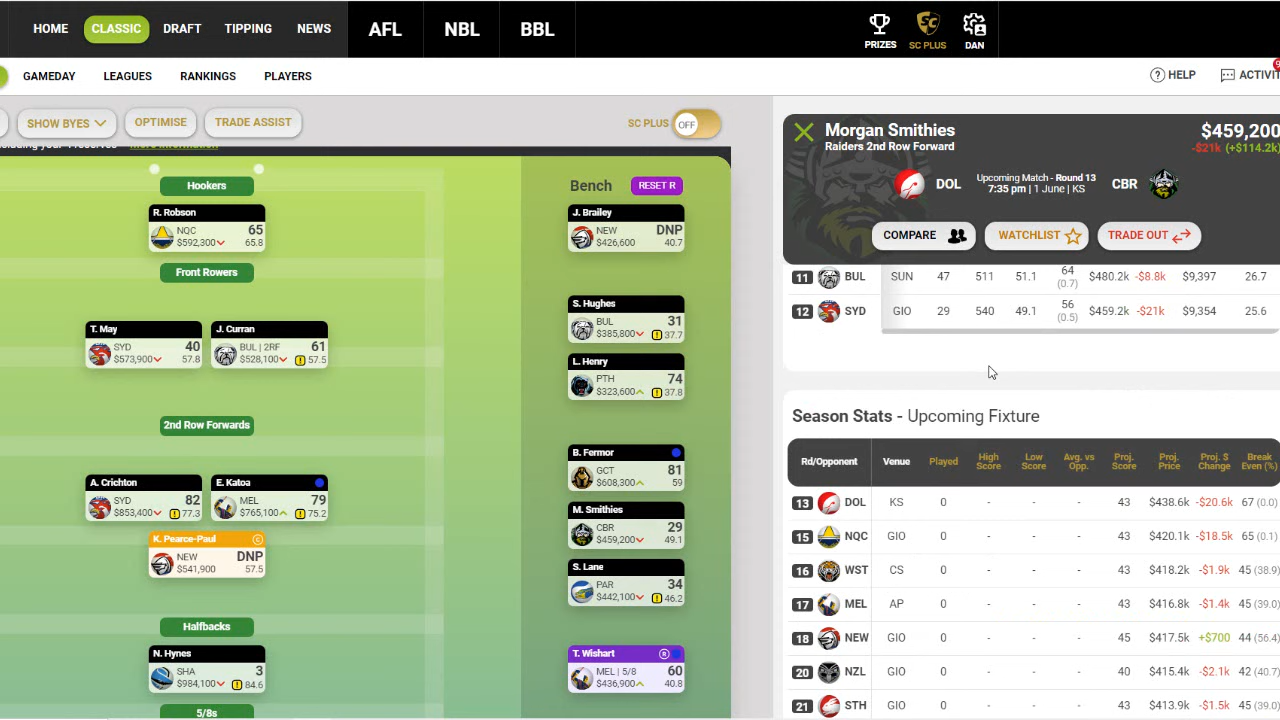 HOME CLASSIC DRAFT TIPPING NEWS AFL NBL BBL PRIZES SC PLUS DAN
GAMEDAY LEAGUES RANKINGS PLAYERS HELP ACTIVIT
SHOW BYES OPTIMISE TRADE ASSIST SC PLUS OFF
Hookers
R. Robson
NQC 65
$592,300 65.8
Front Rowers
T. May
SYD 40
$573,900 57.8
J. Curran
BUL | 2RF 61
$528,100 57.5
2nd Row Forwards
A. Crichton
SYD 82
$853,400 77.3
E. Katoa
MEL 79
$765,100 75.2
K. Pearce-Paul C
NEW DNP
$541,900 57.5
Halfbacks
N. Hynes
SHA 3
$984,100 84.6
5/8s
Bench RESET R
J. Brailey
NEW DNP
$426,600 40.7
S. Hughes
BUL 31
$385,800 37.7
L. Henry
PTH 74
$323,600 37.8
B. Fermor
GCT 81
$608,300 59
M. Smithies
CBR 29
$459,200 49.1
S. Lane
PAR 34
$442,100 46.2
T. Wishart R
MEL | 5/8 60
$436,900 40.8
Morgan Smithies $459,200
Raiders 2nd Row Forward -$21k (+$114.2k)
DOL Upcoming Match - Round 13 CBR
7:35 pm | 1 June | KS
COMPARE WATCHLIST TRADE OUT
11 BUL SUN 47 511 51.1 64 (0.7) $480.2k -$8.8k $9,397 26.7
12 SYD GIO 29 540 49.1 56 (0.5) $459.2k -$21k $9,354 25.6
Season Stats - Upcoming Fixture
Rd/Opponent Venue Played High Score Low Score Avg. vs Opp. Proj. Score Proj. Price Proj. $ Change Break Even (%)
13 DOL KS 0 - - - 43 $438.6k -$20.6k 67 (0.0)
15 NQC GIO 0 - - - 43 $420.1k -$18.5k 65 (0.1)
16 WST CS 0 - - - 43 $418.2k -$1.9k 45 (38.9)
17 MEL AP 0 - - - 43 $416.8k -$1.4k 45 (39.0)
18 NEW GIO 0 - - - 45 $417.5k +$700 44 (56.4)
20 NZL GIO 0 - - - 40 $415.4k -$2.1k 42 (40.7)
21 STH GIO 0 - - - 43 $413.9k -$1.5k 45 (39.0)